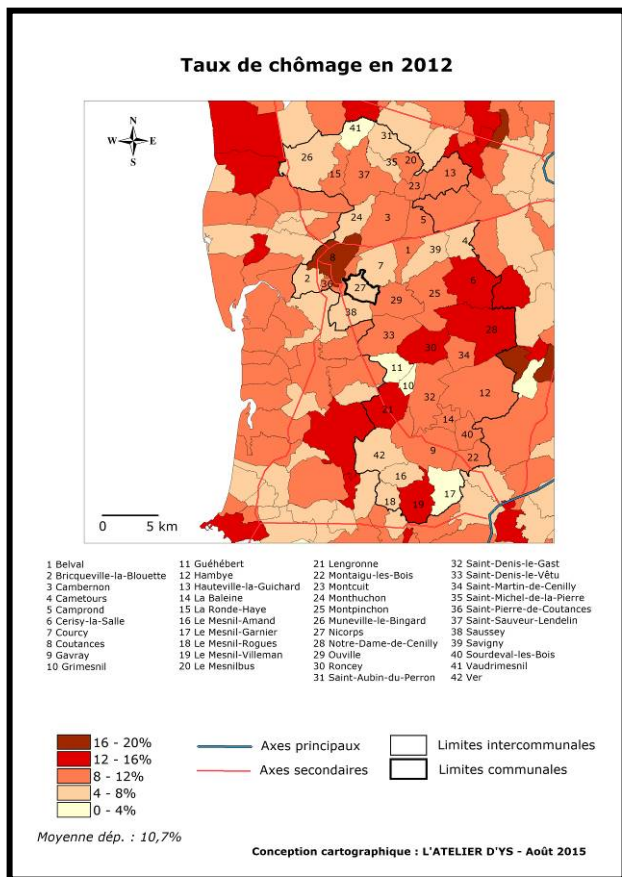 Taux de chômage en 2012
N
W E
S
41
31
26
35
20
15
37
13
23
24
3
5
4
1
39
8
7
2
36
27
25
6
29
38
28
33
30
34
11
10
12
32
21
14
40
9
42
22
16
17
18
19
0 5 km
1 Belval
2 Bricqueville-la-Blouette
3 Cambernon
4 Cametours
5 Camprond
6 Cerisy-la-Salle
7 Courcy
8 Coutances
9 Gavray
10 Grimesnil
11 Guéhébert
12 Hambye
13 Hauteville-la-Guichard
14 La Baleine
15 La Ronde-Haye
16 Le Mesnil-Amand
17 Le Mesnil-Garnier
18 Le Mesnil-Rogues
19 Le Mesnil-Villeman
20 Le Mesnilbus
21 Lengronne
22 Montaigu-les-Bois
23 Montcuit
24 Monthuchon
25 Montpinchon
26 Muneville-le-Bingard
27 Nicorps
28 Notre-Dame-de-Cenilly
29 Ouville
30 Roncey
31 Saint-Aubin-du-Perron
32 Saint-Denis-le-Gast
33 Saint-Denis-le-Vêtu
34 Saint-Martin-de-Cenilly
35 Saint-Michel-de-la-Pierre
36 Saint-Pierre-de-Coutances
37 Saint-Sauveur-Lendelin
38 Saussey
39 Savigny
40 Sourdeval-les-Bois
41 Vaudrimesnil
42 Ver
16 - 20%
12 - 16%
8 - 12%
4 - 8%
0 - 4%
Axes principaux
Axes secondaires
Limites intercommunales
Limites communales
Moyenne dép. : 10,7%
Conception cartographique : L'ATELIER D'YS - Août 2015